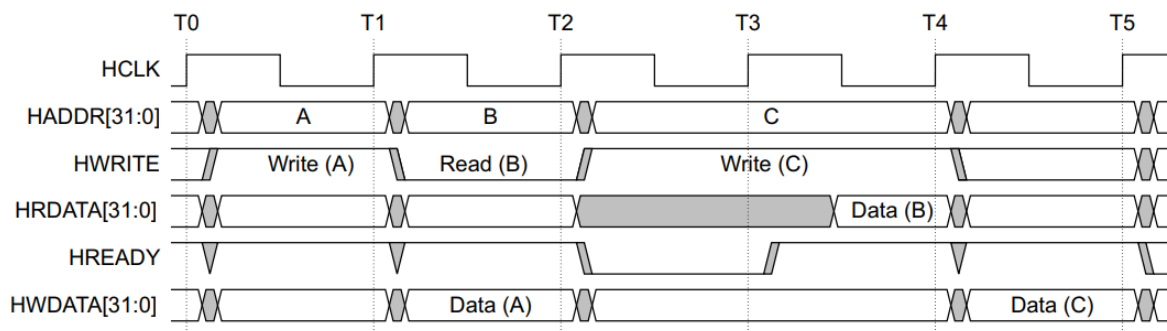 T0 T1 T2 T3 T4 T5
HCLK
HADDR[31:0] A B C
HWRITE Write (A) Read (B) Write (C)
HRDATA[31:0] Data (B)
HREADY
HWDATA[31:0] Data (A) Data (C)